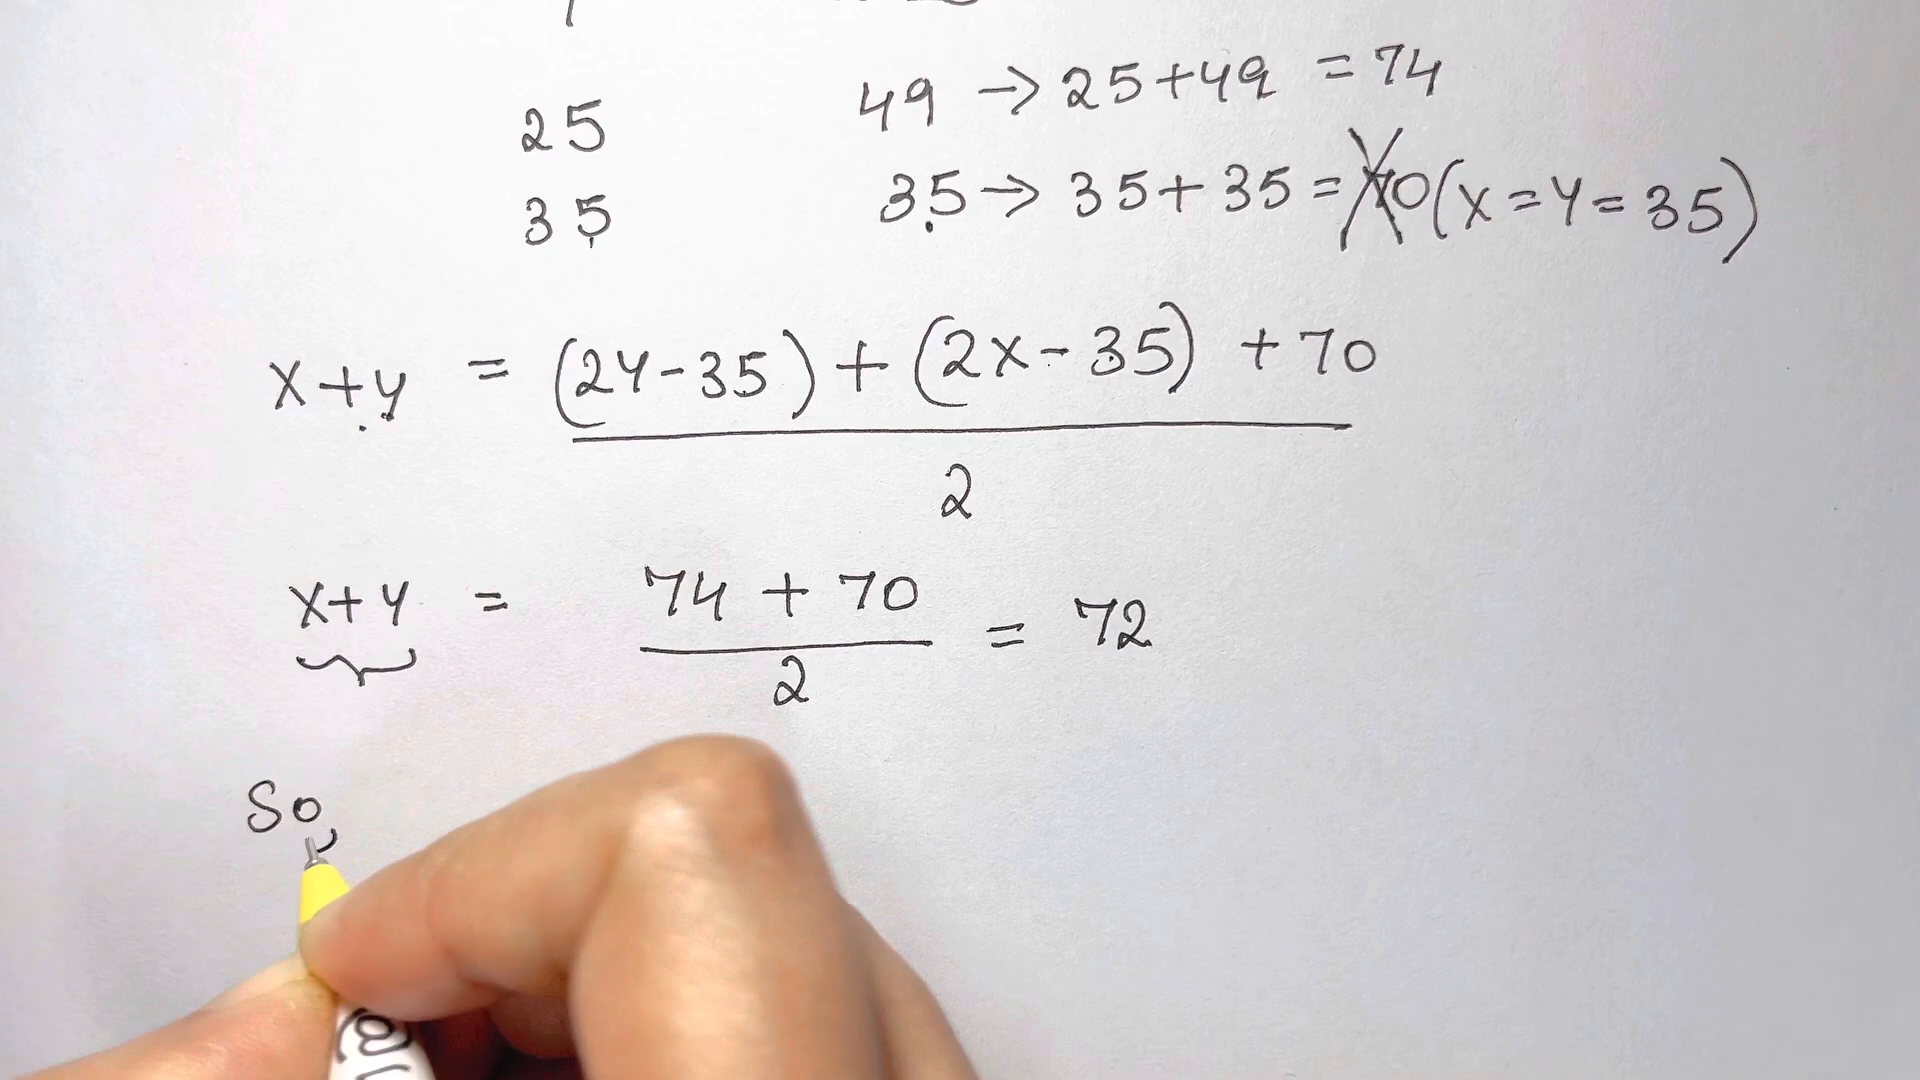 25 49 → 25+49 = 74
35 35 → 35+35 = 70 (x=y=35)
x+y = (2y-35)+(2x-35)+70
2
x+y = 74+70 = 72
2
So,